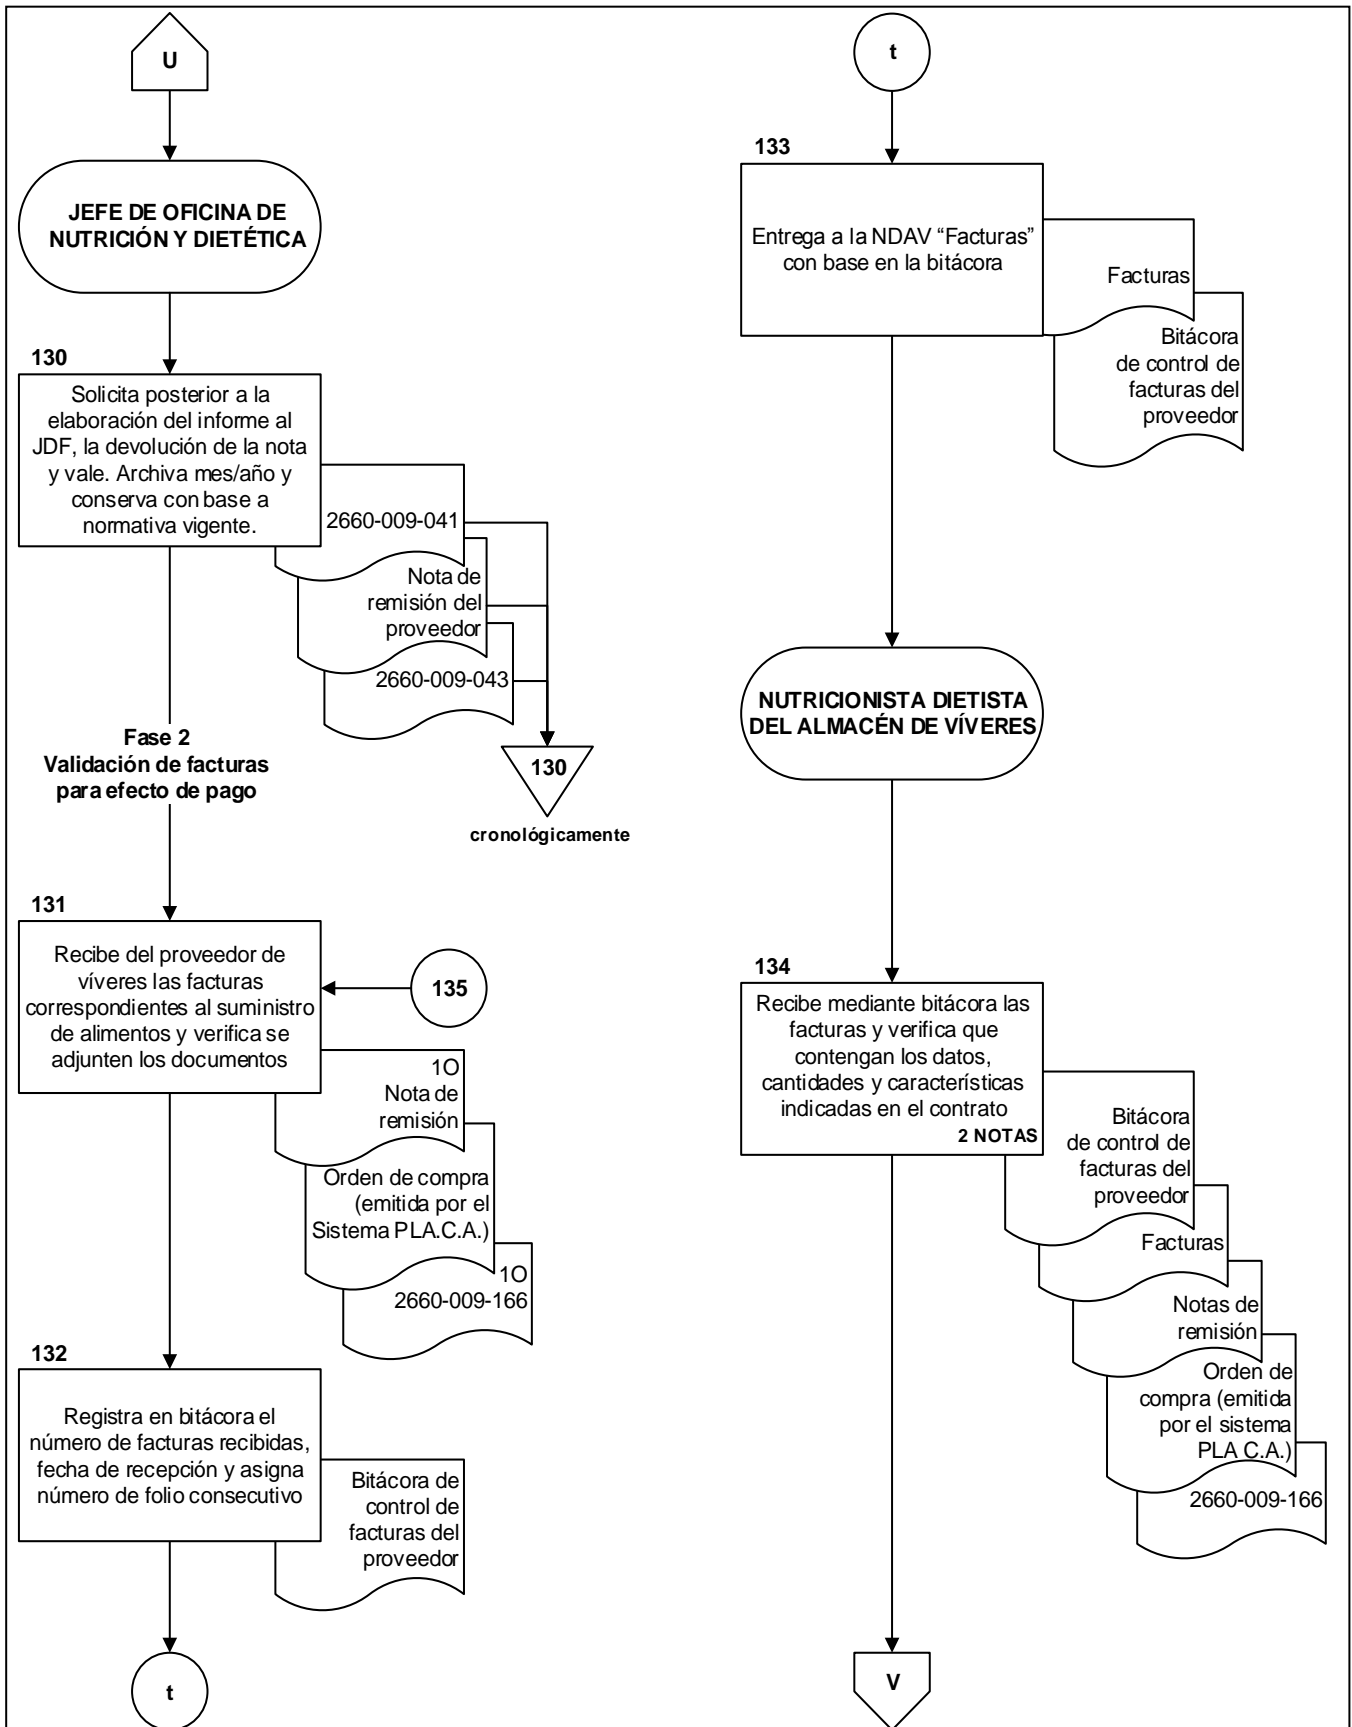 U
JEFE DE OFICINA DE
NUTRICIÓN Y DIETÉTICA
130
Solicita posterior a la
elaboración del informe al
JDF, la devolución de la nota
y vale. Archiva mes/año y
conserva con base a
normativa vigente.
2660-009-041
Nota de
remisión del
proveedor
2660-009-043
130
cronológicamente
Fase 2
Validación de facturas
para efecto de pago
131
Recibe del proveedor de
víveres las facturas
correspondientes al suministro
de alimentos y verifica se
adjunten los documentos
135
1O
Nota de
remisión
Orden de compra
(emitida por el
Sistema PLA.C.A.)
1O
2660-009-166
132
Registra en bitácora el
número de facturas recibidas,
fecha de recepción y asigna
número de folio consecutivo
Bitácora de
control de
facturas del
proveedor
t
t
133
Entrega a la NDAV “Facturas”
con base en la bitácora
Facturas
Bitácora
de control de
facturas del
proveedor
NUTRICIONISTA DIETISTA
DEL ALMACÉN DE VÍVERES
134
Recibe mediante bitácora las
facturas y verifica que
contengan los datos,
cantidades y características
indicadas en el contrato
2 NOTAS
Bitácora
de control de
facturas del
proveedor
Facturas
Notas de
remisión
Orden de
compra (emitida
por el sistema
PLA C.A.)
2660-009-166
V